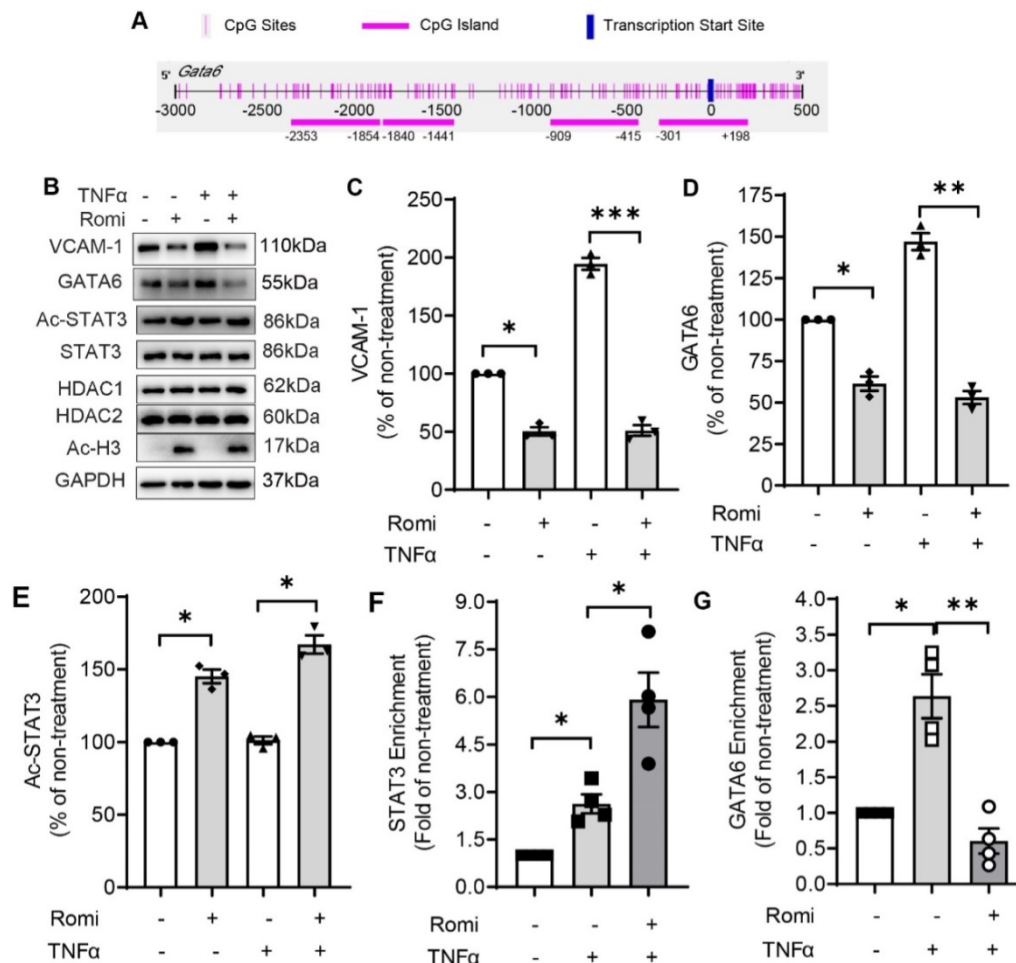 A
CpG Sites
CpG Island
Transcription Start Site
5' Gata6 3'
-3000 -2500 -2000 -1500 -1000 -500 0 500
-2353 -1854 -1840 -1441 -909 -415 -301 +198
B
TNFα - - + +
Romi - + - +
VCAM-1 110kDa
GATA6 55kDa
Ac-STAT3 86kDa
STAT3 86kDa
HDAC1 62kDa
HDAC2 60kDa
Ac-H3 17kDa
GAPDH 37kDa
C
VCAM-1
(% of non-treatment)
250
200
150
100
50
0
*
***
Romi - + - +
TNFα - - + +
D
GATA6
(% of non-treatment)
175
150
125
100
75
50
25
0
*
**
Romi - + - +
TNFα - - + +
E
Ac-STAT3
(% of non-treatment)
200
150
100
50
0
*
*
Romi - + - +
TNFα - - + +
F
STAT3 Enrichment
(Fold of non-treatment)
9.0
7.5
6.0
4.5
3.0
1.5
0.0
*
*
Romi - - +
TNFα - + +
G
GATA6 Enrichment
(Fold of non-treatment)
4.0
3.5
3.0
2.5
2.0
1.5
1.0
0.5
0.0
*
**
Romi - - +
TNFα - + +